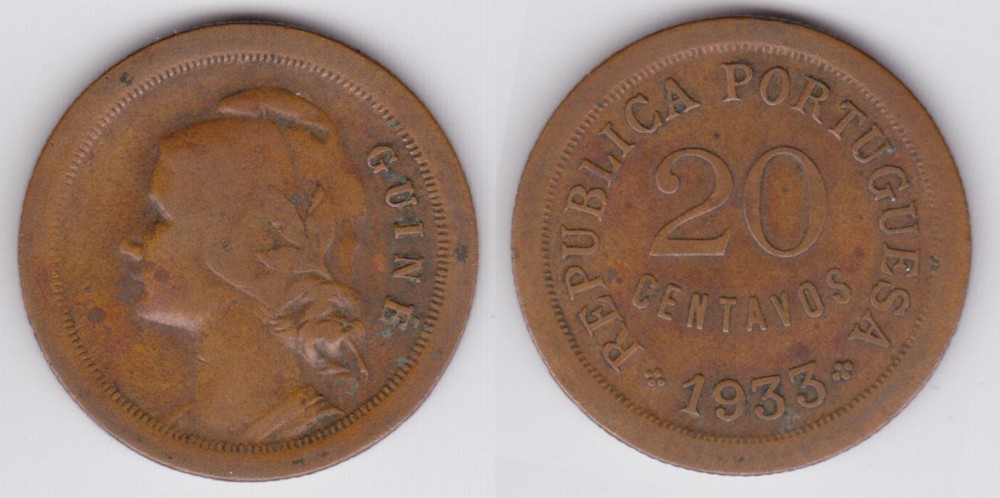 GUINÉ
REPUBLICA PORTUGUESA
20
CENTAVOS
1933